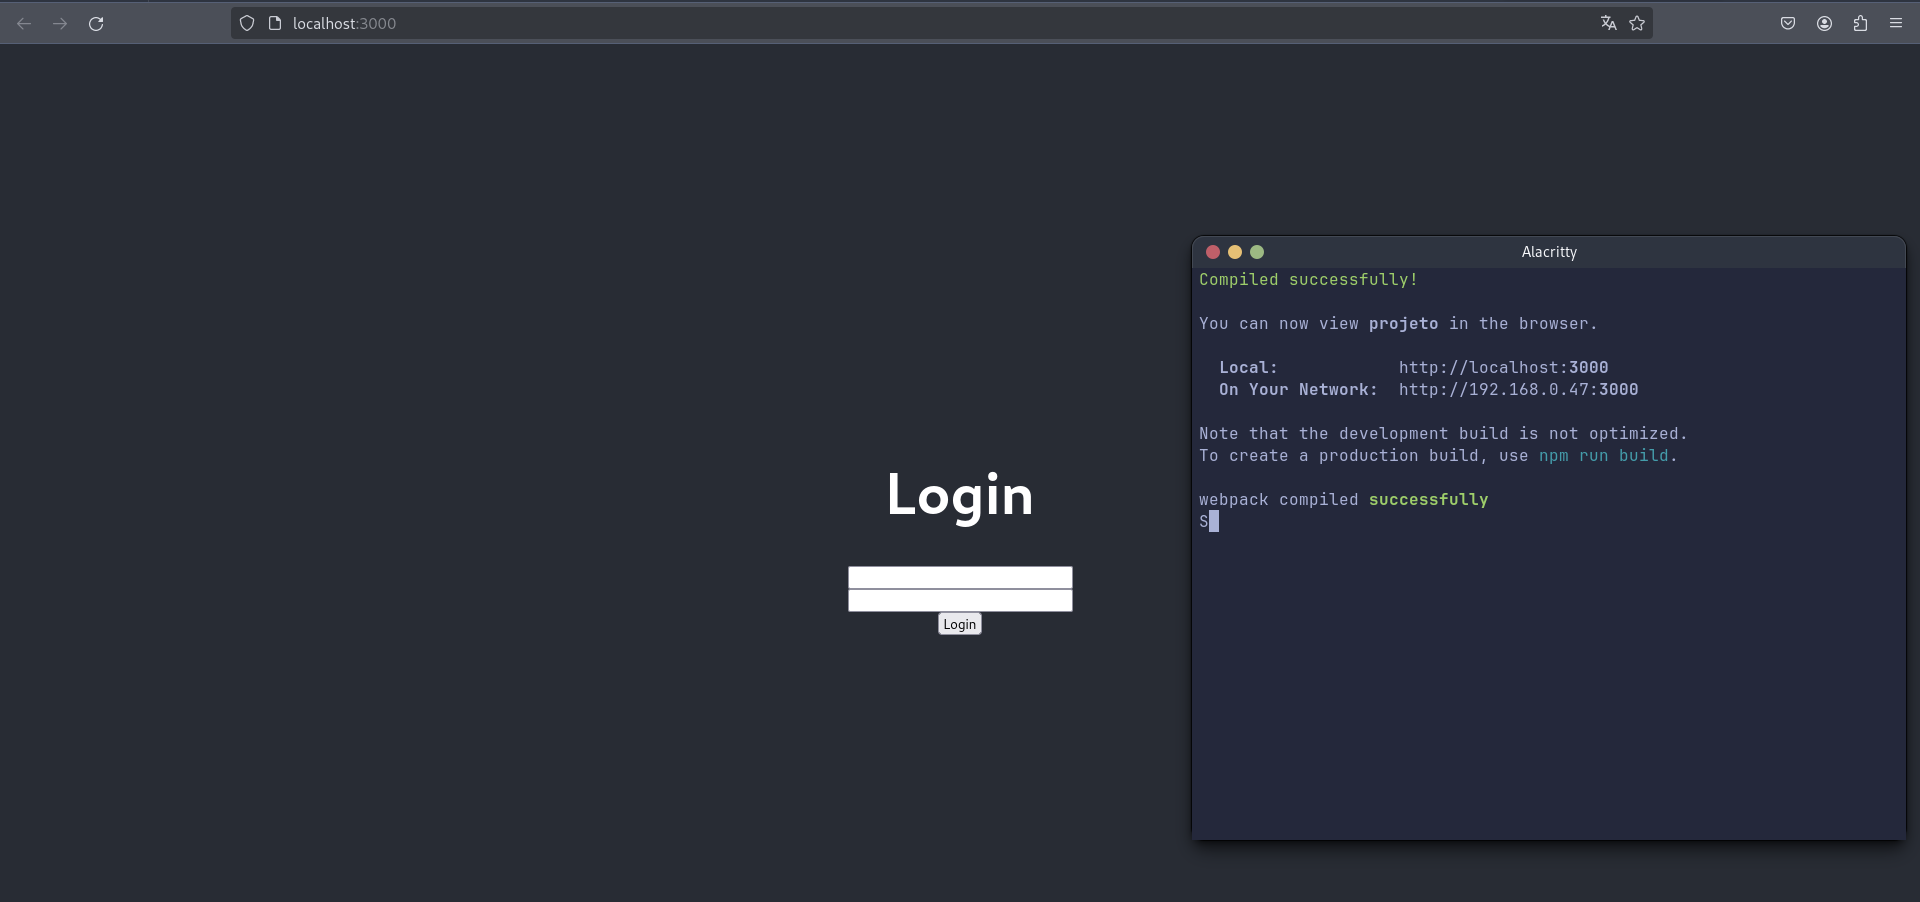 localhost:3000
Login
Login
Alacritty
Compiled successfully!
You can now view projeto in the browser.
Local: http://localhost:3000
On Your Network: http://192.168.0.47:3000
Note that the development build is not optimized.
To create a production build, use npm run build.
webpack compiled successfully
S